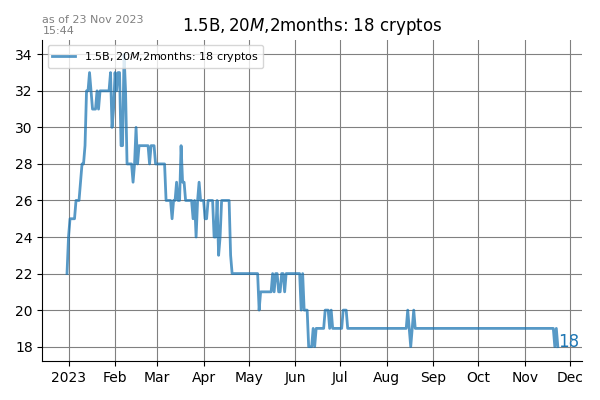 as of 23 Nov 2023
15:44
1.5B, 20M,2months: 18 cryptos
1.5B, 20M,2months: 18 cryptos
34
32
30
28
26
24
22
20
18
18
2023 Feb Mar Apr May Jun Jul Aug Sep Oct Nov Dec